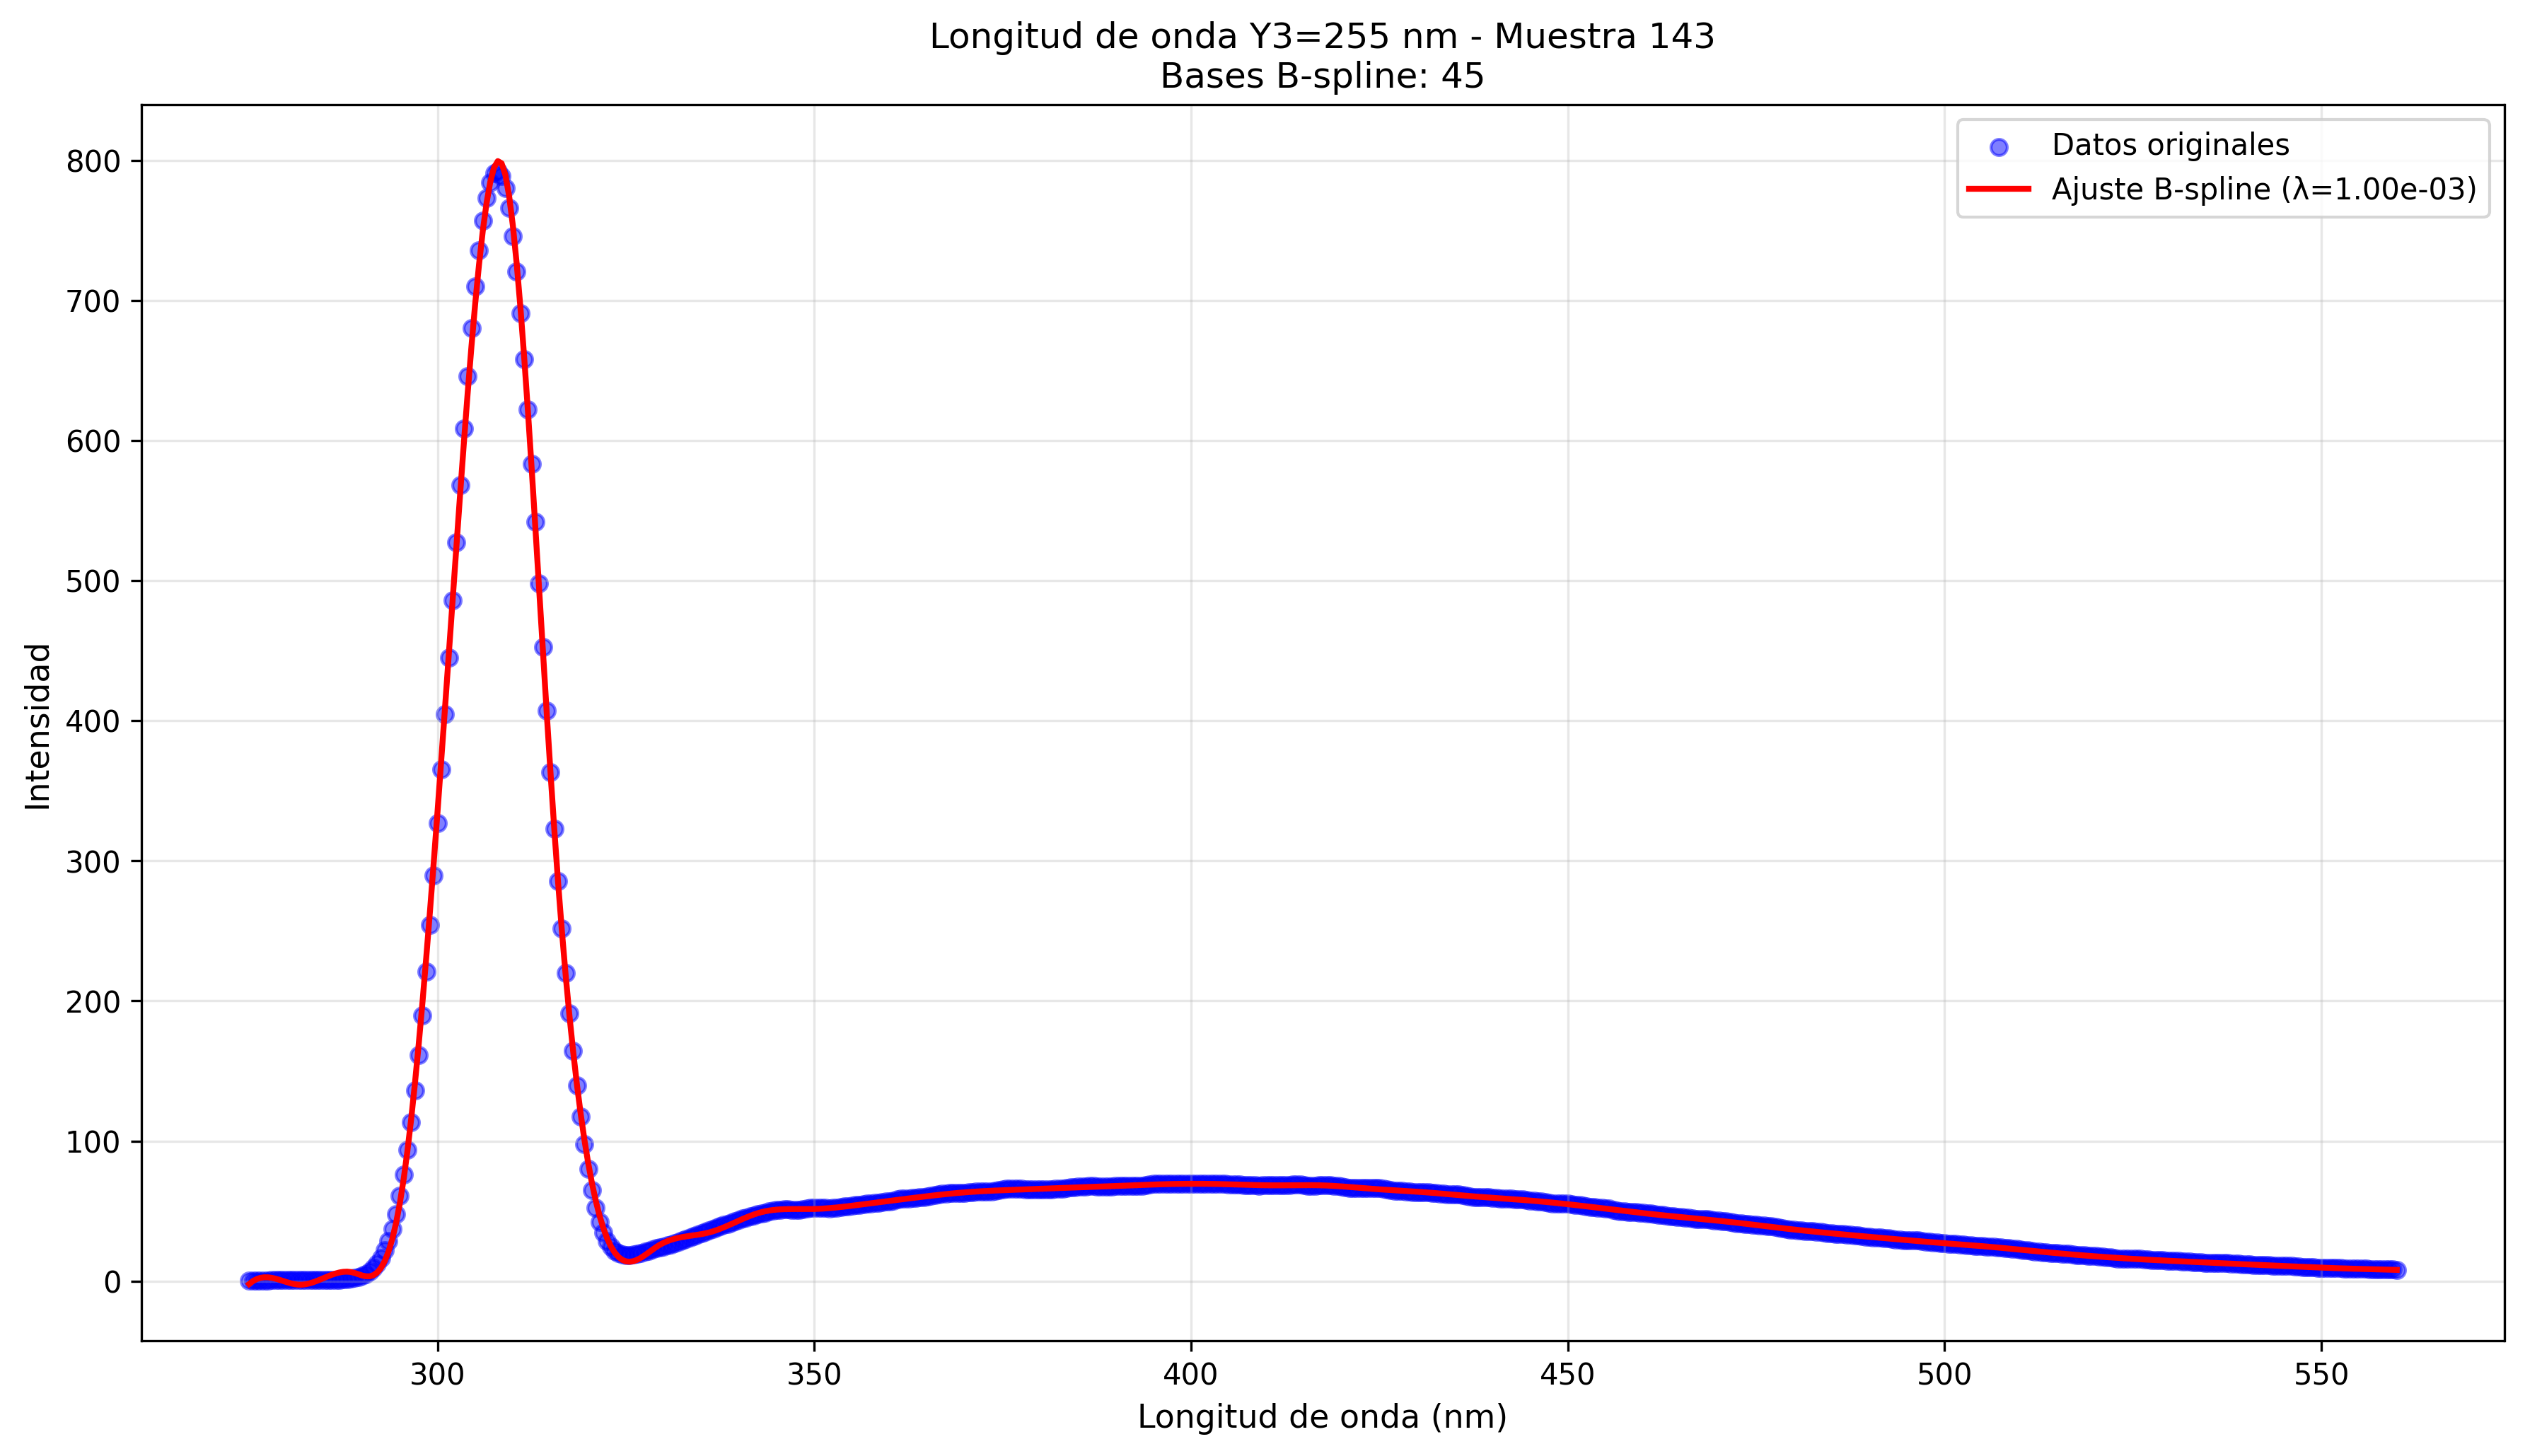 Longitud de onda Y3=255 nm - Muestra 143
Bases B-spline: 45
Datos originales
Ajuste B-spline (λ=1.00e-03)
Intensidad
800
700
600
500
400
300
200
100
0
300 350 400 450 500 550
Longitud de onda (nm)